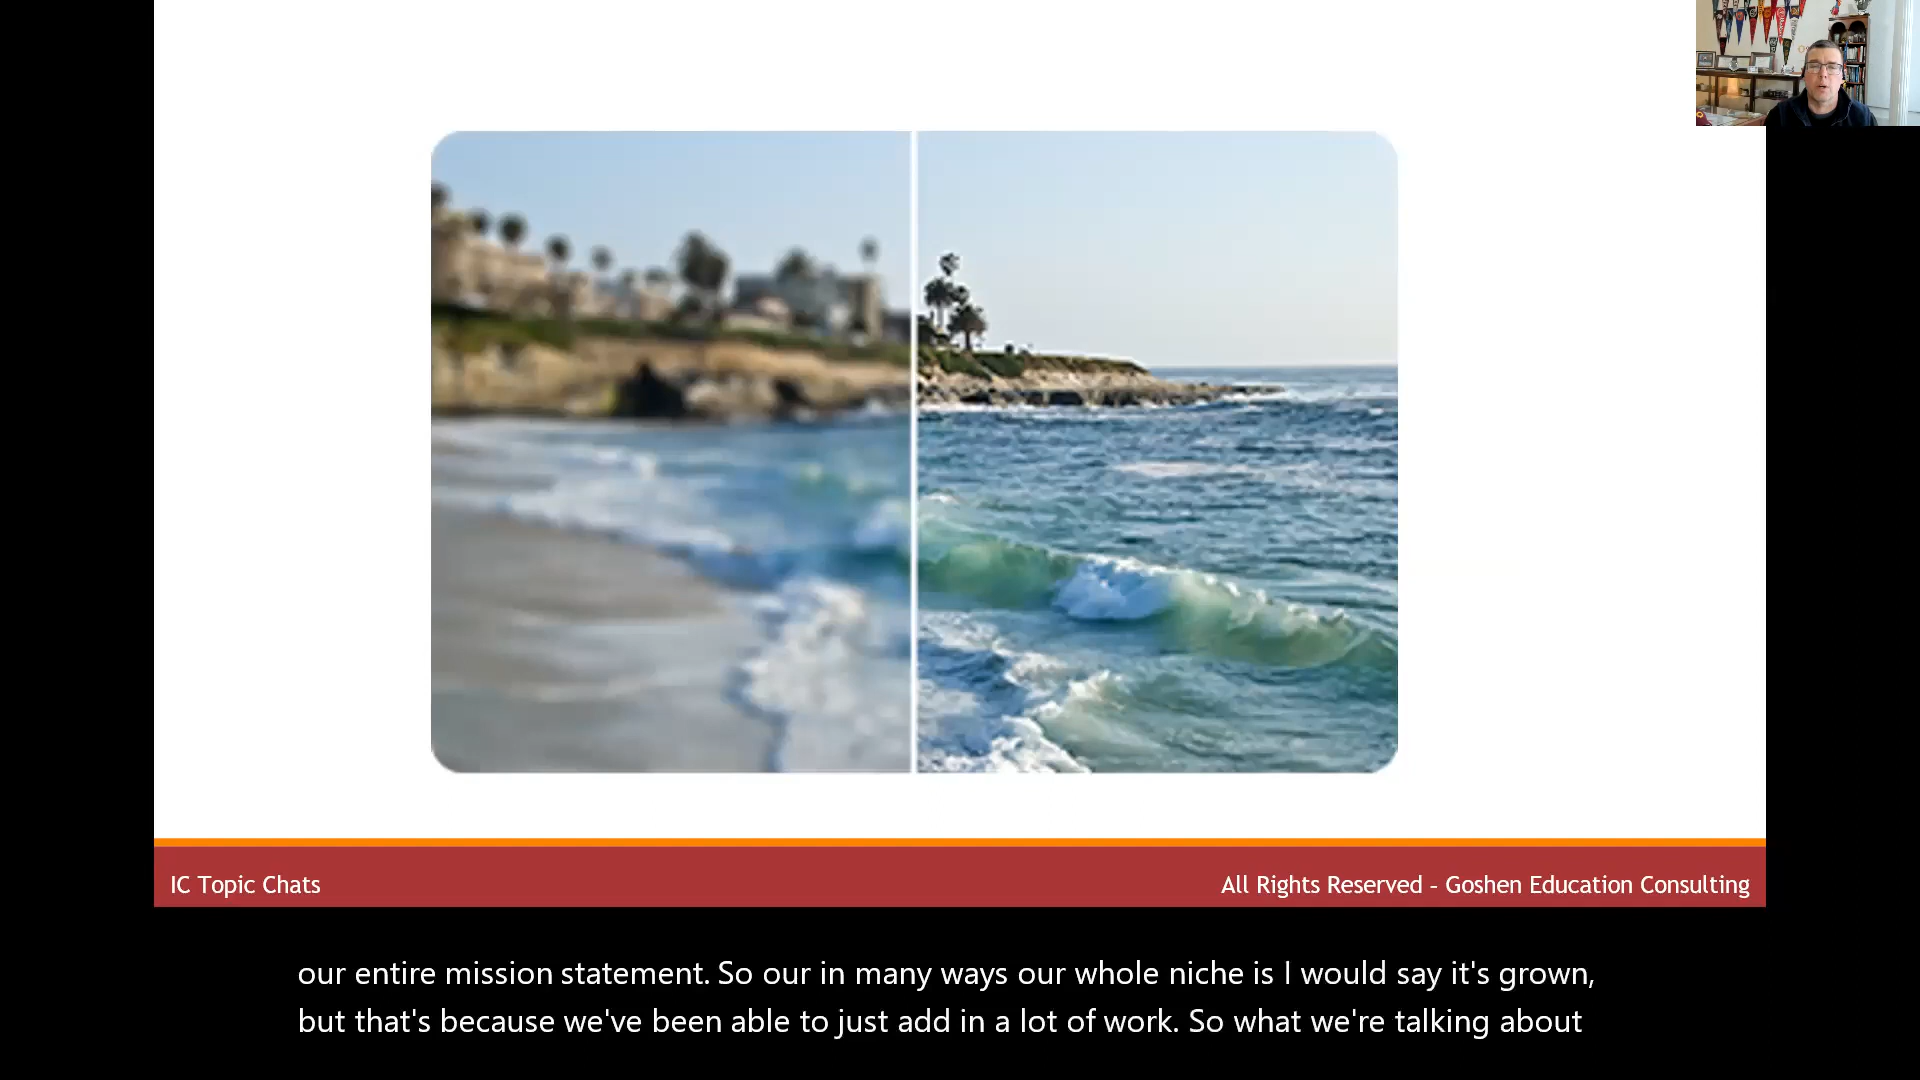 IC Topic Chats
All Rights Reserved – Goshen Education Consulting
our entire mission statement. So our in many ways our whole niche is I would say it's grown,
but that's because we've been able to just add in a lot of work. So what we're talking about